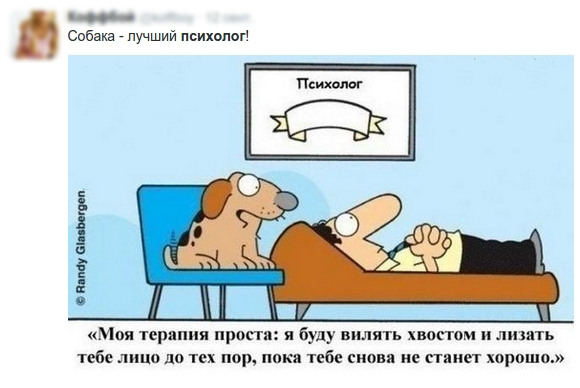 Собака - лучший психолог!
Психолог
© Randy Glasbergen
«Моя терапия проста: я буду вилять хвостом и лизать
тебе лицо до тех пор, пока тебе снова не станет хорошо.»